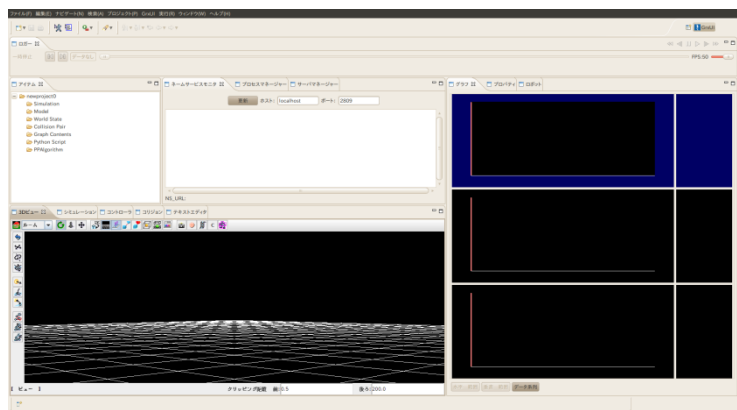 ファイル(F) 編集(E) ナビゲート(N) 検索(A) プロジェクト(P) GrxUI 実行(R) ウィンドウ(W) ヘルプ(H)
GrxUI
ロガー
FPS:50
アイテム
newproject0
Simulation
Model
World State
Collision Pair
Graph Contents
Python Script
PPAlgorithm
ネームサービスモニタ プロセスマネージャー サーバマネージャー
更新 ホスト: localhost ポート: 2809
NS_URL:
グラフ プロパティ ロボット
データ系列
3Dビュー シミュレーション コントローラ コリジョン テキストエディタ
ホーム
[ ビュー ] クリッピング距離 前: 0.5 後ろ: 200.0